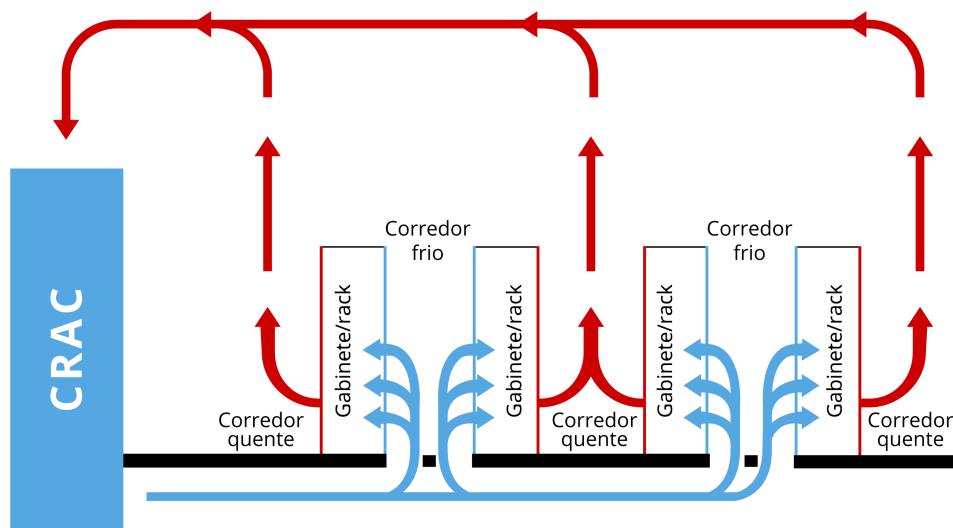 Corredor
frio
Corredor
frio
CRAC
Gabinete/rack
Gabinete/rack
Gabinete/rack
Gabinete/rack
Corredor
quente
Corredor
quente
Corredor
quente